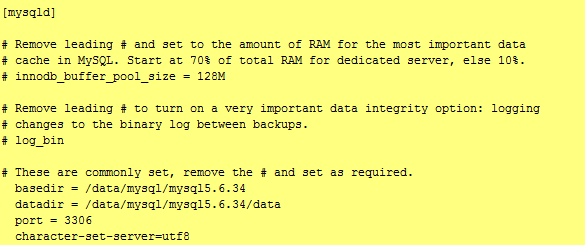 [mysqld]
# Remove leading # and set to the amount of RAM for the most important data
# cache in MySQL. Start at 70% of total RAM for dedicated server, else 10%.
# innodb_buffer_pool_size = 128M
# Remove leading # to turn on a very important data integrity option: logging
# changes to the binary log between backups.
# log_bin
# These are commonly set, remove the # and set as required.
basedir = /data/mysql/mysql5.6.34
datadir = /data/mysql/mysql5.6.34/data
port = 3306
character-set-server=utf8